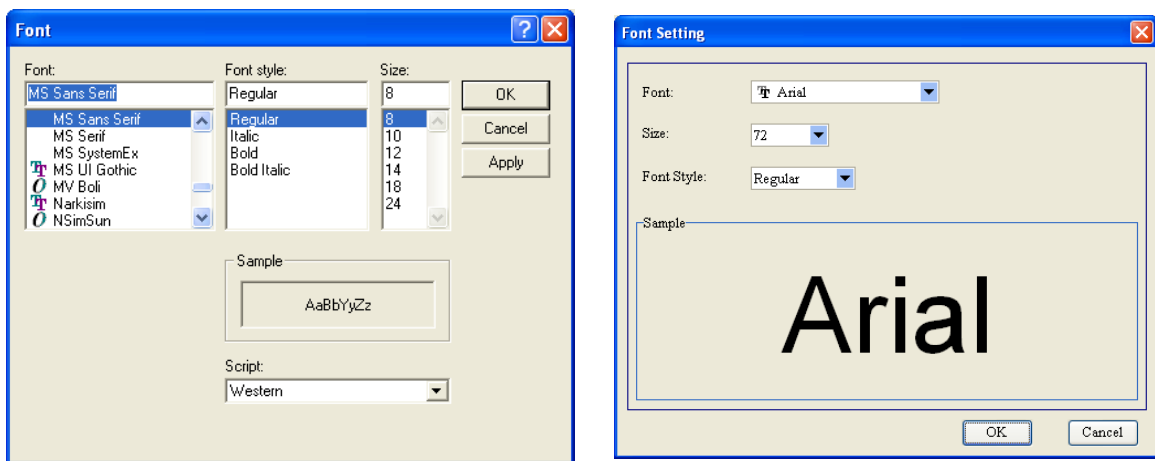 Font
Font:
Font style:
Size:
MS Sans Serif
Regular
8
OK
MS Sans Serif
MS Serif
MS SystemEx
MS UI Gothic
MV Boli
Narkisim
NSimSun
Regular
Italic
Bold
Bold Italic
8
10
12
14
18
24
Cancel
Apply
Sample
AaBbYyZz
Script:
Western
Font Setting
Font:
Arial
Size:
72
Font Style:
Regular
Sample
Arial
OK
Cancel